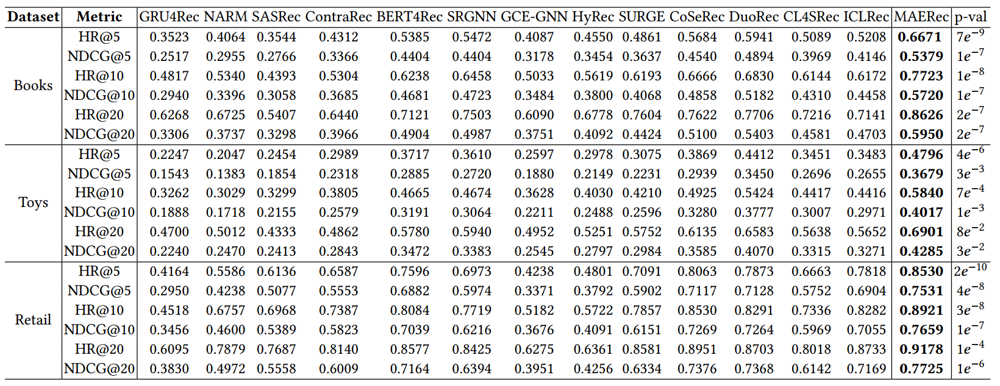 Dataset Metric GRU4Rec NARM SASRec ContraRec BERT4Rec SRGNN GCE-GNN HyRec SURGE CoSeRec DuoRec CL4SRec ICLRec MAERec p-val
HR@5 0.3523 0.4064 0.3544 0.4312 0.5385 0.5472 0.4087 0.4550 0.4861 0.5684 0.5941 0.5089 0.5208 0.6671 7e−9
NDCG@5 0.2517 0.2955 0.2766 0.3366 0.4404 0.4404 0.3178 0.3454 0.3637 0.4540 0.4894 0.3969 0.4146 0.5379 1e−7
HR@10 0.4817 0.5340 0.4393 0.5304 0.6238 0.6458 0.5033 0.5619 0.6193 0.6666 0.6830 0.6144 0.6172 0.7723 1e−8
Books
NDCG@10 0.2940 0.3396 0.3058 0.3685 0.4681 0.4723 0.3484 0.3800 0.4068 0.4858 0.5182 0.4310 0.4458 0.5720 1e−7
HR@20 0.6268 0.6725 0.5407 0.6440 0.7121 0.7503 0.6090 0.6778 0.7604 0.7622 0.7706 0.7216 0.7141 0.8626 2e−7
NDCG@20 0.3306 0.3737 0.3298 0.3966 0.4904 0.4987 0.3751 0.4092 0.4424 0.5100 0.5403 0.4581 0.4703 0.5950 2e−7
HR@5 0.2247 0.2047 0.2454 0.2989 0.3717 0.3610 0.2597 0.2978 0.3075 0.3869 0.4412 0.3451 0.3483 0.4796 4e−6
NDCG@5 0.1543 0.1383 0.1854 0.2318 0.2885 0.2720 0.1880 0.2149 0.2231 0.2939 0.3450 0.2696 0.2655 0.3679 3e−3
HR@10 0.3262 0.3029 0.3299 0.3805 0.4665 0.4674 0.3628 0.4030 0.4210 0.4925 0.5424 0.4417 0.4416 0.5840 7e−4
Toys
NDCG@10 0.1888 0.1718 0.2155 0.2579 0.3191 0.3064 0.2211 0.2488 0.2596 0.3280 0.3777 0.3007 0.2971 0.4017 1e−3
HR@20 0.4700 0.5012 0.4333 0.4862 0.5780 0.5940 0.4952 0.5251 0.5752 0.6135 0.6583 0.5638 0.5652 0.6901 8e−2
NDCG@20 0.2240 0.2470 0.2413 0.2843 0.3472 0.3383 0.2545 0.2797 0.2984 0.3585 0.4070 0.3315 0.3271 0.4285 3e−2
HR@5 0.4164 0.5586 0.6136 0.6587 0.7596 0.6973 0.4238 0.4801 0.7091 0.8063 0.7873 0.6663 0.7818 0.8530 2e−10
NDCG@5 0.2950 0.4238 0.5077 0.5553 0.6882 0.5974 0.3371 0.3792 0.5902 0.7117 0.7128 0.5752 0.6904 0.7531 4e−8
HR@10 0.4518 0.6757 0.6968 0.7387 0.8084 0.7719 0.5182 0.5722 0.7857 0.8530 0.8291 0.7336 0.8282 0.8921 3e−8
Retail
NDCG@10 0.3456 0.4600 0.5389 0.5823 0.7039 0.6216 0.3676 0.4091 0.6151 0.7269 0.7264 0.5969 0.7055 0.7659 1e−7
HR@20 0.6095 0.7879 0.7687 0.8140 0.8577 0.8425 0.6275 0.6361 0.8581 0.8951 0.8703 0.8018 0.8733 0.9178 1e−4
NDCG@20 0.3830 0.4972 0.5558 0.6009 0.7164 0.6394 0.3951 0.4256 0.6334 0.7376 0.7368 0.6142 0.7169 0.7725 1e−6